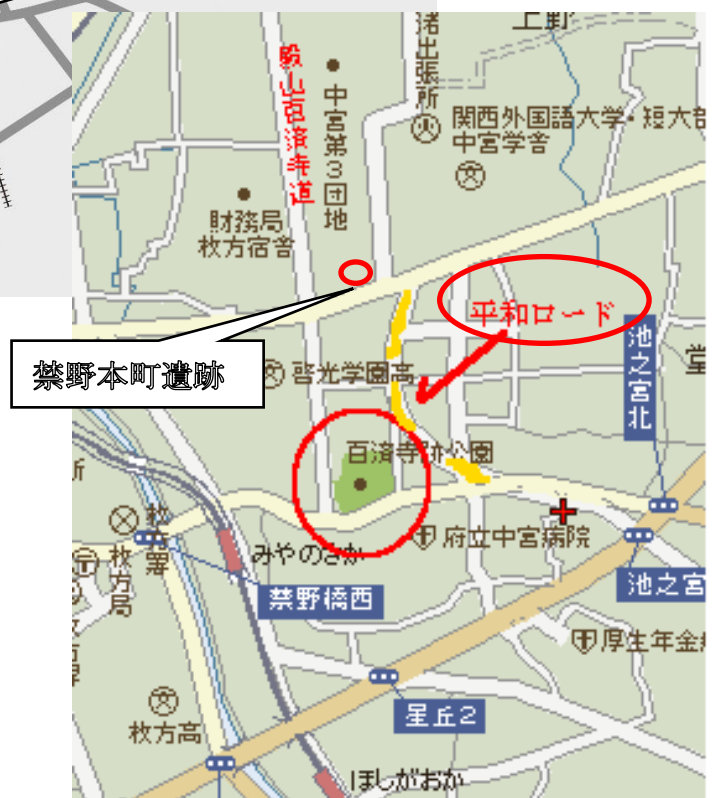 上野
出張所
関西外国語大学・短大部
中宮学舎
殿山百済寺道
中宮第3団地
財務局
枚方宿舎
平和ロード
池之宮北
堂
禁野本町遺跡
啓光学園高
百済寺跡公園
府立中宮病院
みやのさか
枚方署
枚方局
禁野橋西
池之宮
厚生年金
星丘2
枚方高
ほしがおか